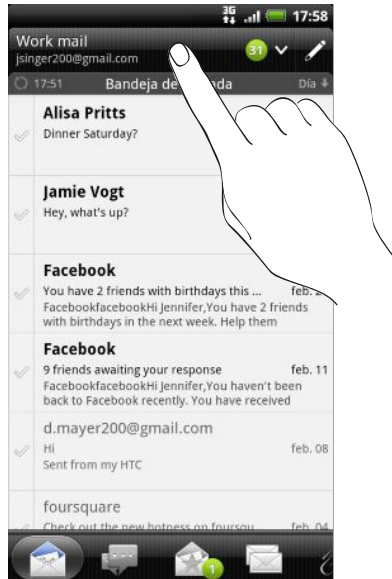 3G 17:58
Work mail
jsinger200@gmail.com 31
17:51 Bandeja de Día
Alisa Pritts
Dinner Saturday?
Jamie Vogt
Hey, what's up?
Facebook
You have 2 friends with birthdays this ... feb.
FacebookfacebookHi Jennifer,You have 2 friends
with birthdays in the next week. Help them
Facebook
9 friends awaiting your response feb. 11
FacebookfacebookHi Jennifer,You haven't been
back to Facebook recently. You have received
d.mayer200@gmail.com
Hi feb. 08
Sent from my HTC
foursquare
Check out the new hotness on foursqu... feb. 04
1